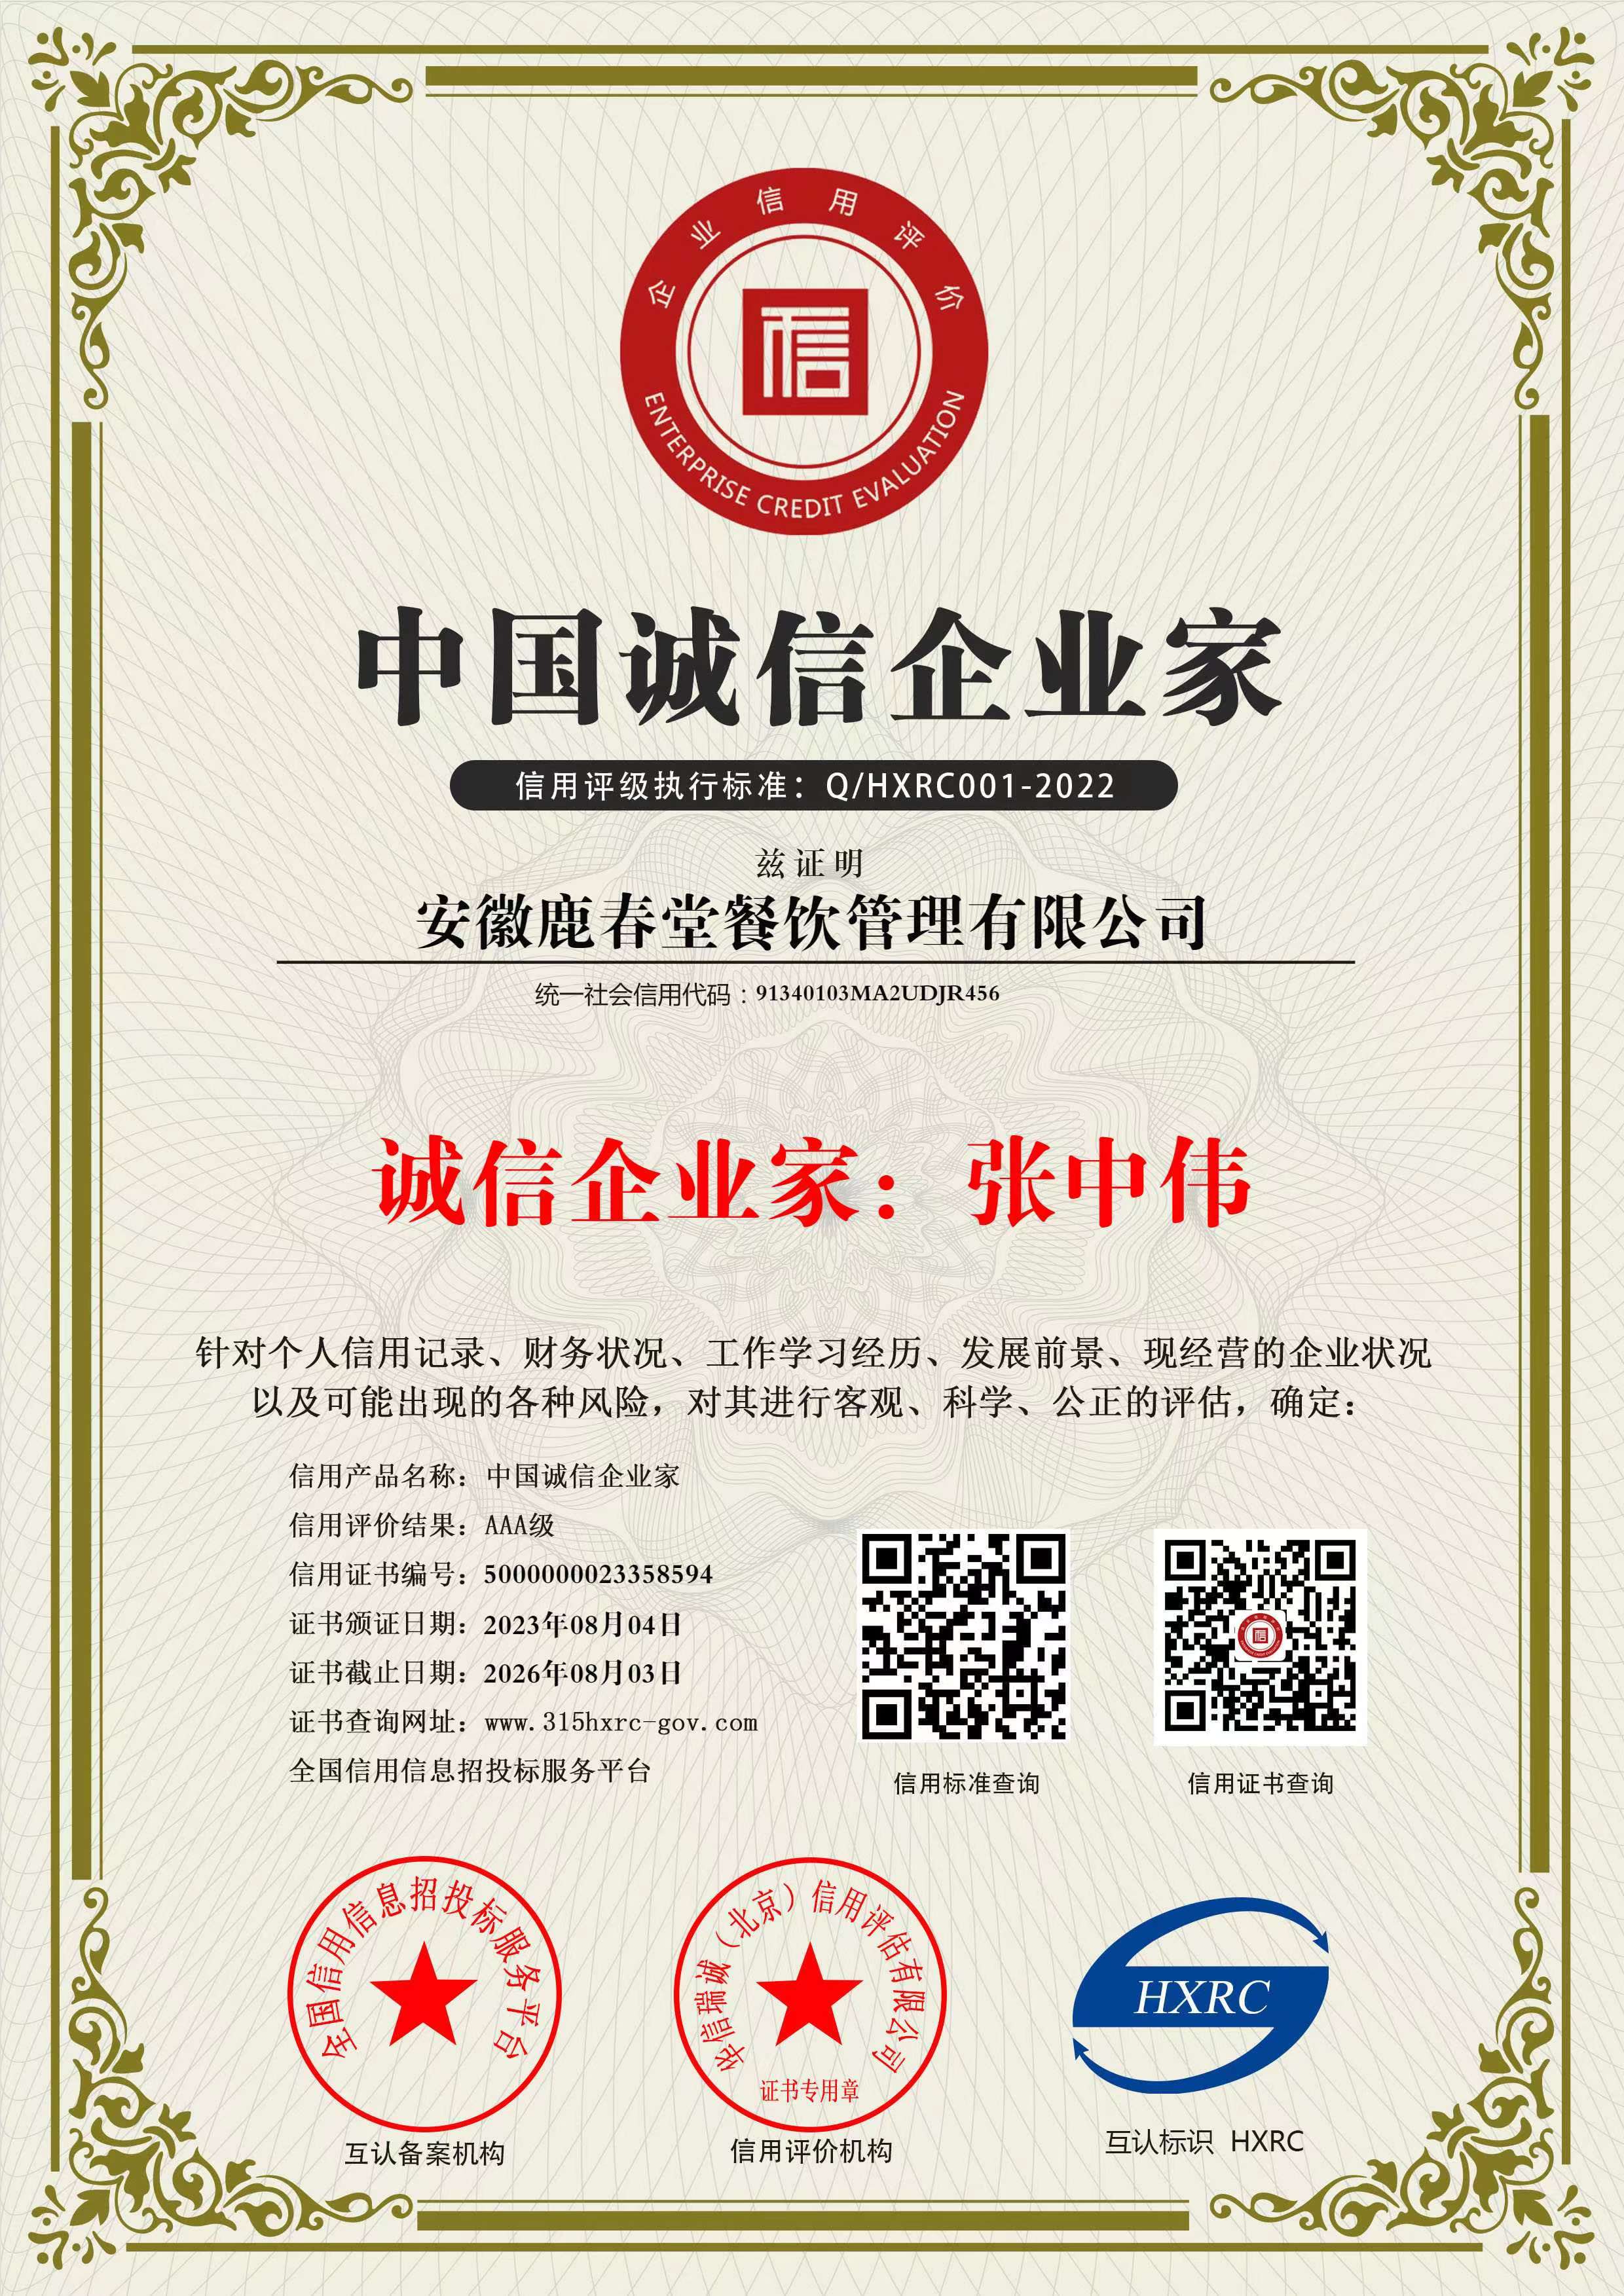 企业信用评价
信
ENTERPRISE CREDIT EVALUATION
中国诚信企业家
信用评级执行标准：Q/HXRC001-2022
兹证明
安徽鹿春堂餐饮管理有限公司
统一社会信用代码：91340103MA2UDJR456
诚信企业家：张中伟
针对个人信用记录、财务状况、工作学习经历、发展前景、现经营的企业状况
以及可能出现的各种风险，对其进行客观、科学、公正的评估，确定：
信用产品名称：中国诚信企业家
信用评价结果：AAA级
信用证书编号：5000000023358594
证书颁证日期：2023年08月04日
证书截止日期：2026年08月03日
证书查询网址：www.315hxrc-gov.com
全国信用信息招投标服务平台
信用标准查询
信用证书查询
全国信用信息招投标服务平台
互认备案机构
华信瑞诚（北京）信用评估有限公司
证书专用章
信用评价机构
HXRC
互认标识 HXRC